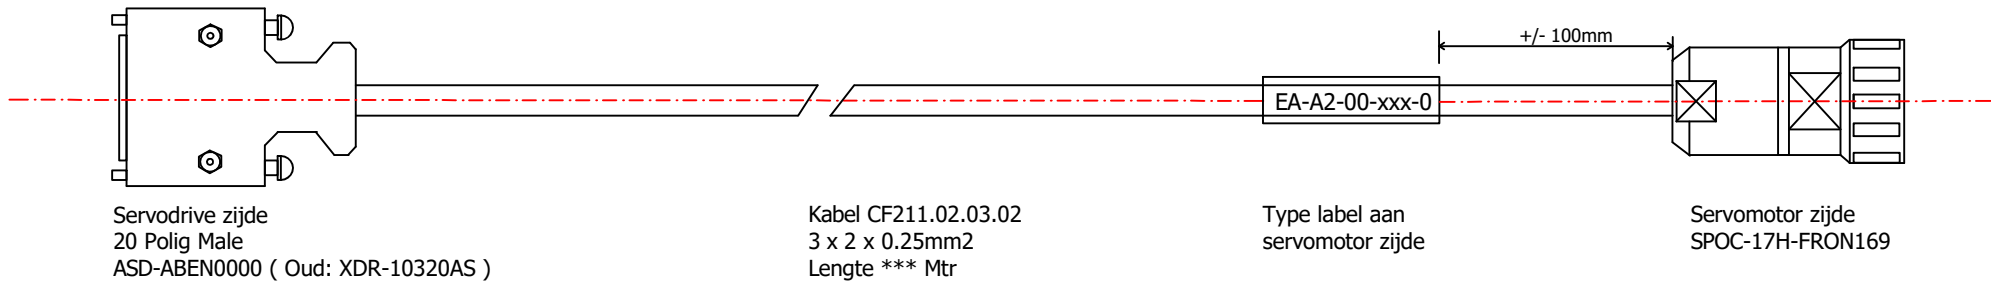 +/- 100mm
EA-A2-00-xxx-0
Servodrive zijde
20 Polig Male
ASD-ABEN0000 ( Oud: XDR-10320AS )
Kabel CF211.02.03.02
3 x 2 x 0.25mm2
Lengte *** Mtr
Type label aan
servomotor zijde
Servomotor zijde
SPOC-17H-FRON169